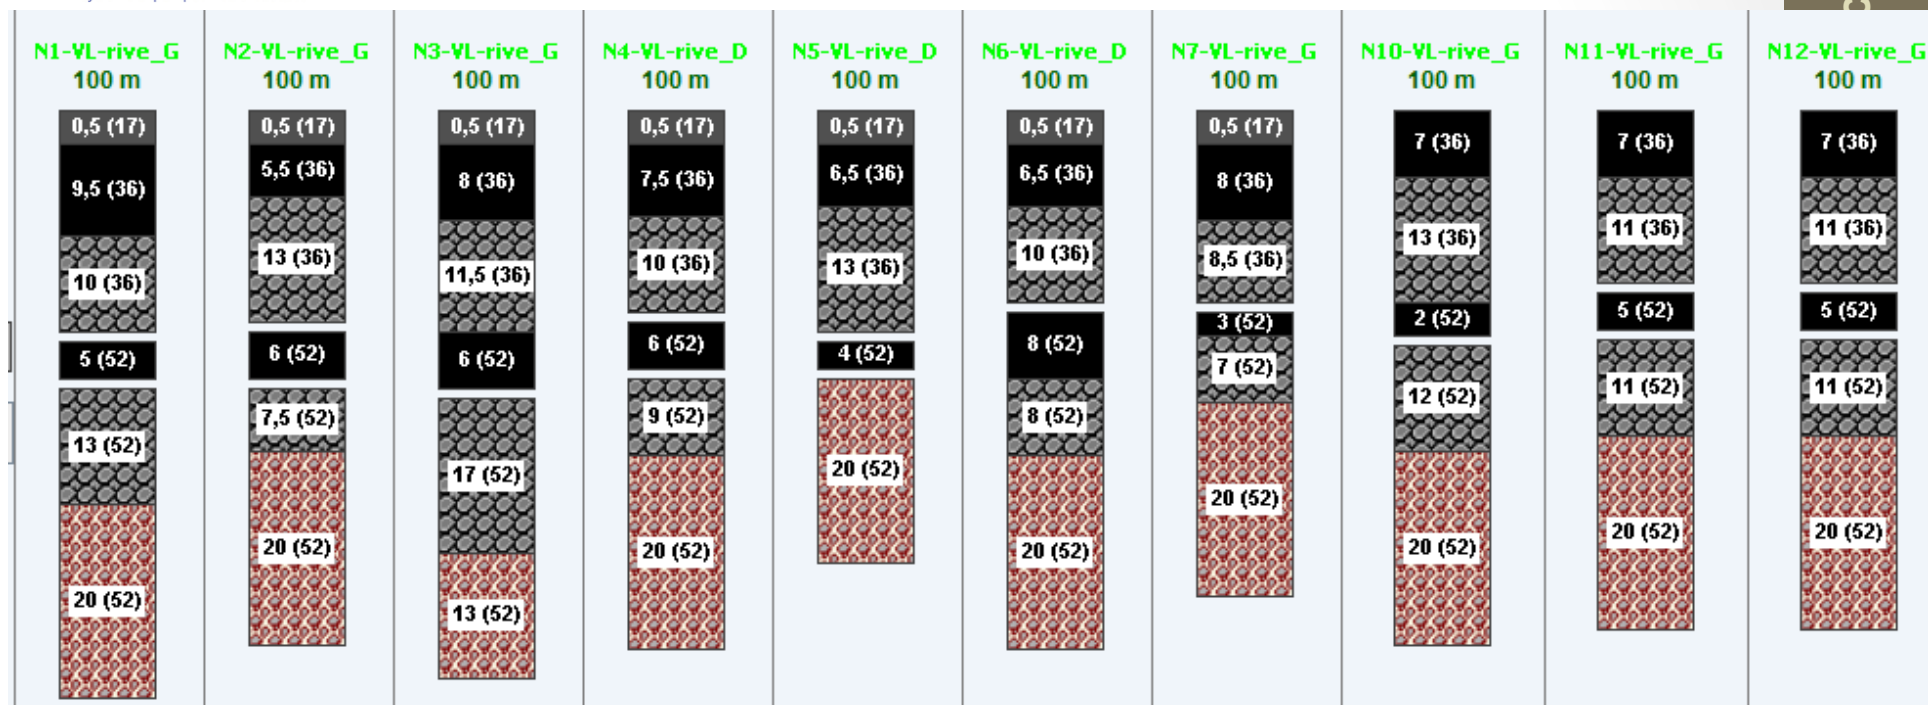 N1-VL-rive_G
100 m
0,5 (17)
9,5 (36)
10 (36)
5 (52)
13 (52)
20 (52)
N2-VL-rive_G
100 m
0,5 (17)
5,5 (36)
13 (36)
6 (52)
7,5 (52)
20 (52)
N3-VL-rive_G
100 m
0,5 (17)
8 (36)
11,5 (36)
6 (52)
17 (52)
13 (52)
N4-VL-rive_D
100 m
0,5 (17)
7,5 (36)
10 (36)
6 (52)
9 (52)
20 (52)
N5-VL-rive_D
100 m
0,5 (17)
6,5 (36)
13 (36)
4 (52)
20 (52)
N6-VL-rive_D
100 m
0,5 (17)
6,5 (36)
10 (36)
8 (52)
8 (52)
20 (52)
N7-VL-rive_G
100 m
0,5 (17)
8 (36)
8,5 (36)
3 (52)
7 (52)
20 (52)
N10-VL-rive_G
100 m
7 (36)
13 (36)
2 (52)
12 (52)
20 (52)
N11-VL-rive_G
100 m
7 (36)
11 (36)
5 (52)
11 (52)
20 (52)
N12-VL-rive_G
100 m
7 (36)
11 (36)
5 (52)
11 (52)
20 (52)